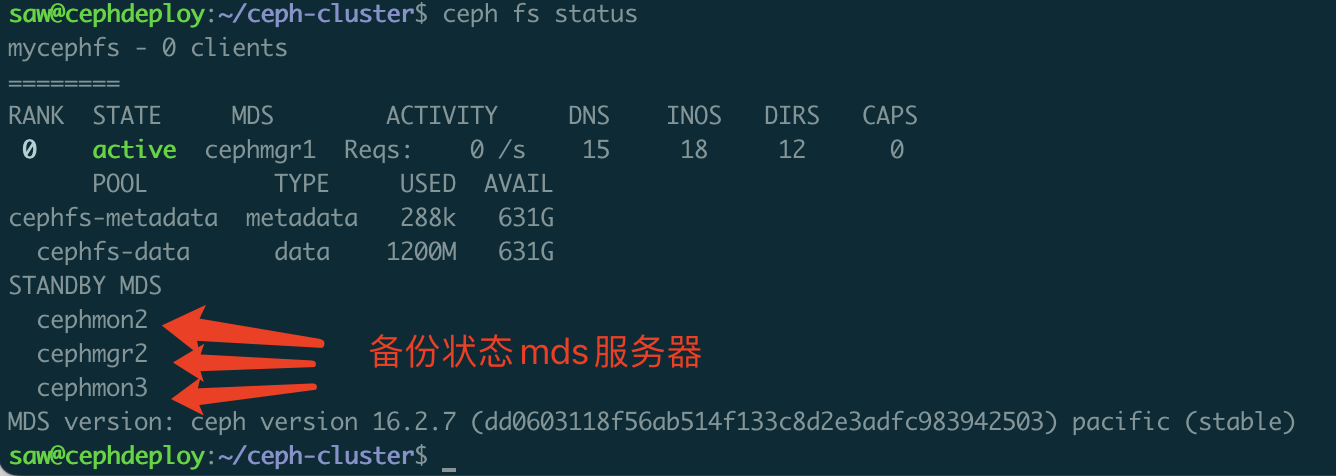 saw@cephdeploy:~/ceph-cluster$ ceph fs status
mycephfs - 0 clients
========
RANK  STATE    MDS        ACTIVITY     DNS    INOS   DIRS   CAPS
 0    active  cephmgr1  Reqs:    0 /s    15     18     12      0
      POOL         TYPE     USED  AVAIL
cephfs-metadata  metadata   288k   631G
  cephfs-data      data    1200M   631G
STANDBY MDS
  cephmon2
  cephmgr2
备份状态mds服务器
  cephmon3
MDS version: ceph version 16.2.7 (dd0603118f56ab514f133c8d2e3adfc983942503) pacific (stable)
saw@cephdeploy:~/ceph-cluster$ _